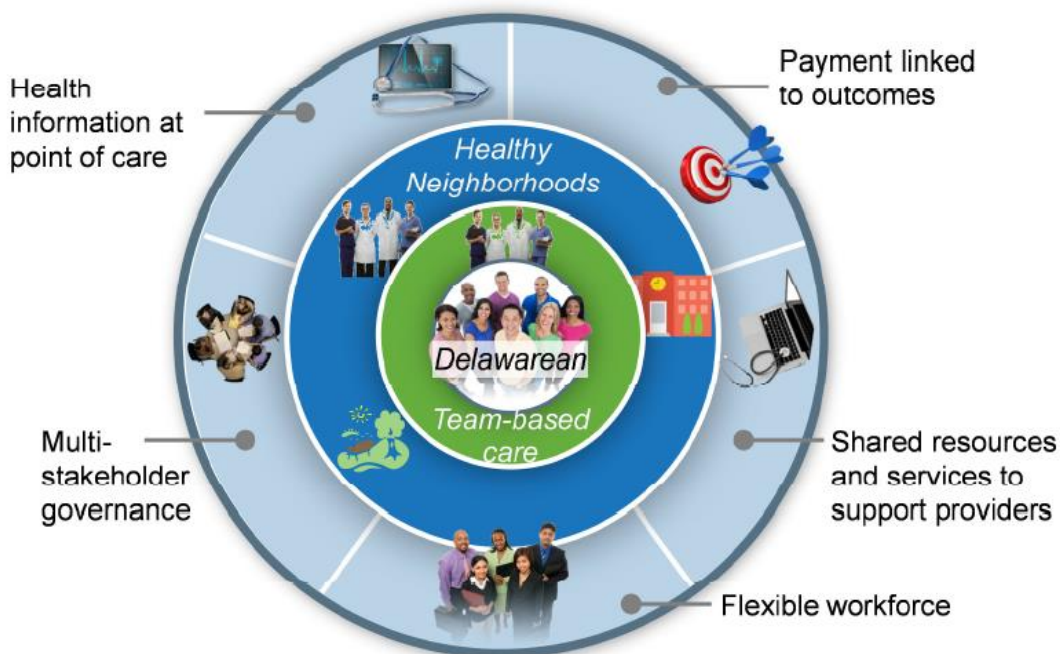 Health
information at
point of care
Payment linked
to outcomes
Healthy
Neighborhoods
Delawarean
Team-based
care
Multi-
stakeholder
governance
Shared resources
and services to
support providers
Flexible workforce